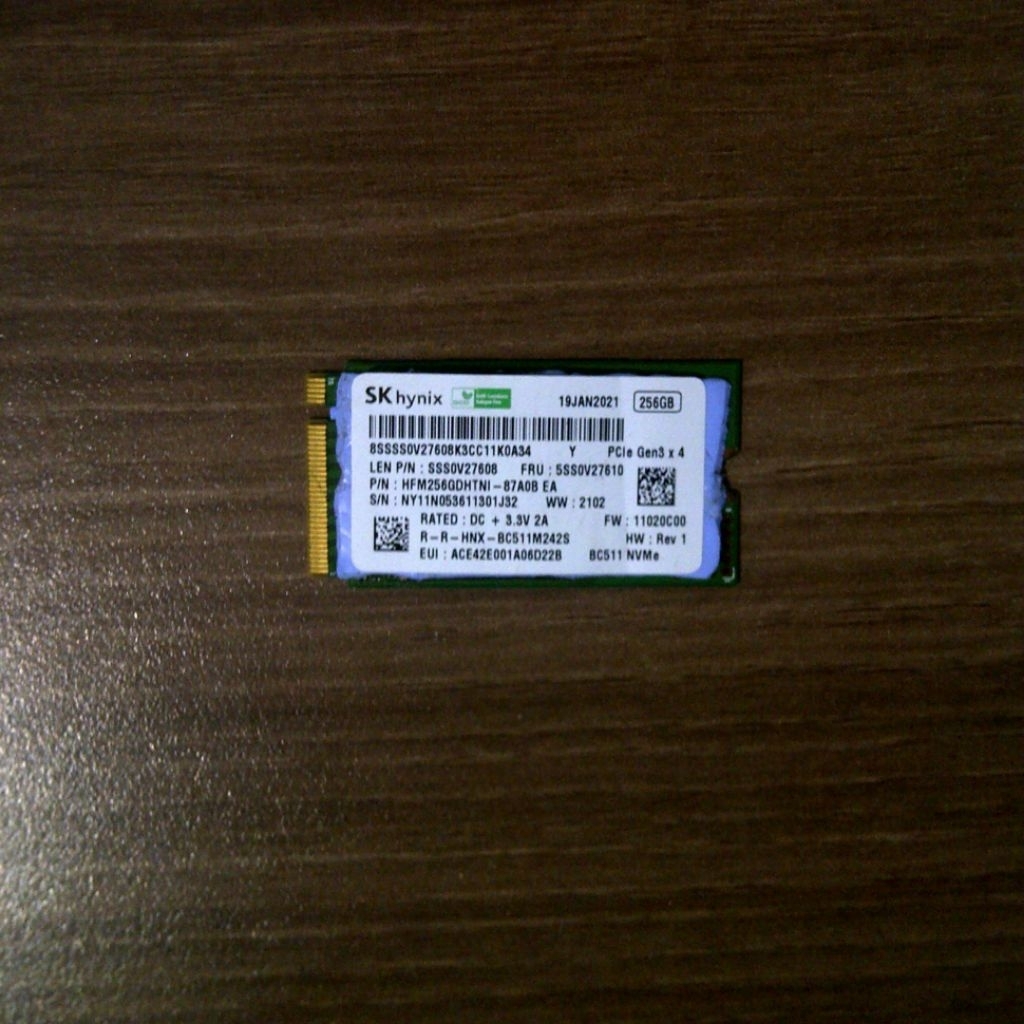 SK hynix 19JAN2021 256GB
8SSSS0V27608K3CC11K0A34 Y PCIe Gen3 x 4
LEN P/N : SSS0V27608 FRU : 5SS0V27610
P/N : HFM256GDHTNI-87A0B EA
S/N : NY11N053611301J32 WW : 2102
RATED : DC + 3.3V 2A FW : 11020C00
R-R-HNX-BC511M242S HW : Rev 1
EUI : ACE42E001A06D22B BC511 NVMe